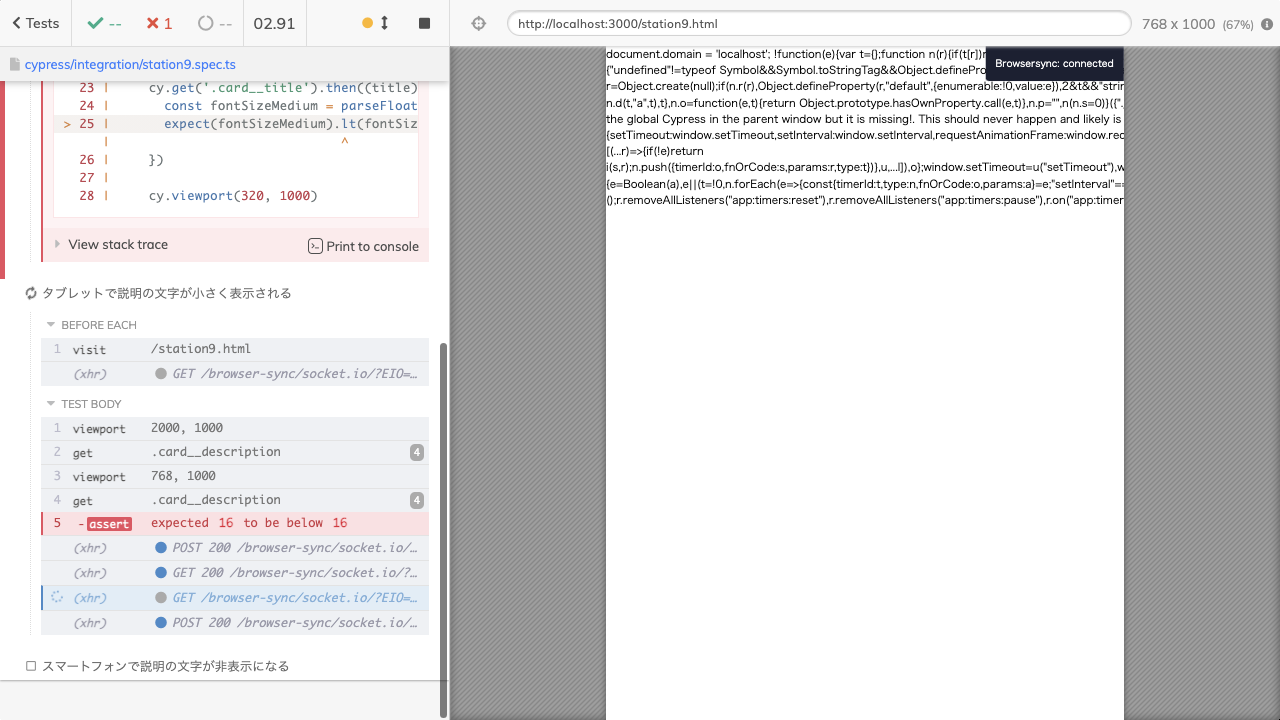 Tests
--
1
--
02.91
http://localhost:3000/station9.html
768 x 1000 (67%)
cypress/integration/station9.spec.ts
23 | cy.get('.card__title').then((title)
24 | const fontSizeMedium = parseFloat
> 25 | expect(fontSizeMedium).lt(fontSiz
| ^
26 | })
27 |
28 | cy.viewport(320, 1000)
View stack trace
Print to console
タブレットで説明の文字が小さく表示される
BEFORE EACH
1 visit /station9.html
(xhr) GET /browser-sync/socket.io/?EIO=…
TEST BODY
1 viewport 2000, 1000
2 get .card__description 4
3 viewport 768, 1000
4 get .card__description 4
5 -assert expected 16 to be below 16
(xhr) POST 200 /browser-sync/socket.io/…
(xhr) GET 200 /browser-sync/socket.io/?…
(xhr) GET /browser-sync/socket.io/?EIO=…
(xhr) POST 200 /browser-sync/socket.io/…
スマートフォンで説明の文字が非表示になる
document.domain = 'localhost'; !function(e){var t={};function n(r){if(t[r])r
Browsersync: connected
{"undefined"!=typeof Symbol&&Symbol.toStringTag&&Object.definePro
r=Object.create(null);if(n.r(r),Object.defineProperty(r,"default",{enumerable:!0,value:e}),2&t&&"strin
n.d(t,"a",t),t},n.o=function(e,t){return Object.prototype.hasOwnProperty.call(e,t)},n.p="",n(n.s=0)}({".
the global Cypress in the parent window but it is missing!. This should never happen and likely is
{setTimeout:window.setTimeout,setInterval:window.setInterval,requestAnimationFrame:window.rec
[(...r)=>{if(!e)return
i(s,r);n.push({timerId:o,fnOrCode:s,params:r,type:t})},u,...l]),o};window.setTimeout=u("setTimeout"),w
{e=Boolean(a),e||(t=!0,n.forEach(e=>{const{timerId:t,type:n,fnOrCode:o,params:a}=e;"setInterval"==
();r.removeAllListeners("app:timers:reset"),r.removeAllListeners("app:timers:pause"),r.on("app:timer